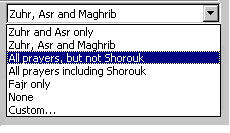 Zuhr, Asr and Maghrib
Zuhr and Asr only
Zuhr, Asr and Maghrib
All prayers, but not Shorouk
All prayers including Shorouk
Fajr only
None
Custom...